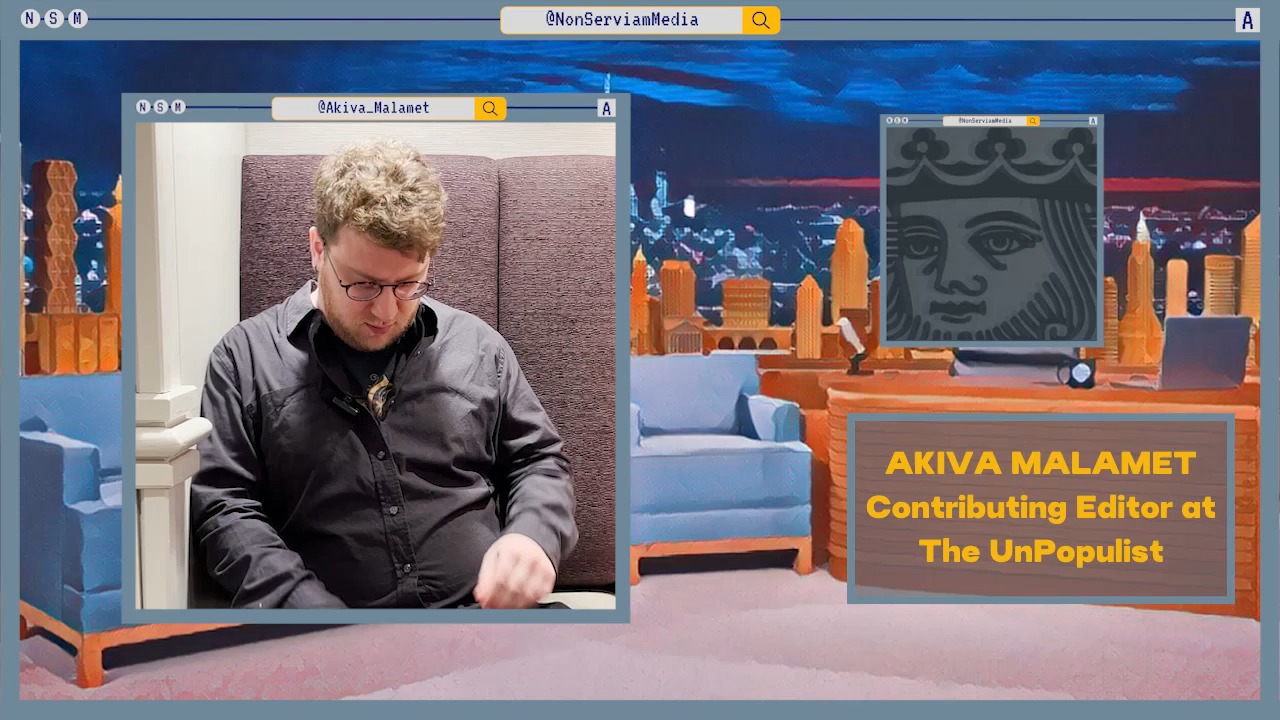 N S M
@NonServiamMedia
A
N S M
@Akiva_Malamet
A
N S M
@NonServiamMedia
A
AKIVA MALAMET
Contributing Editor at
The UnPopulist